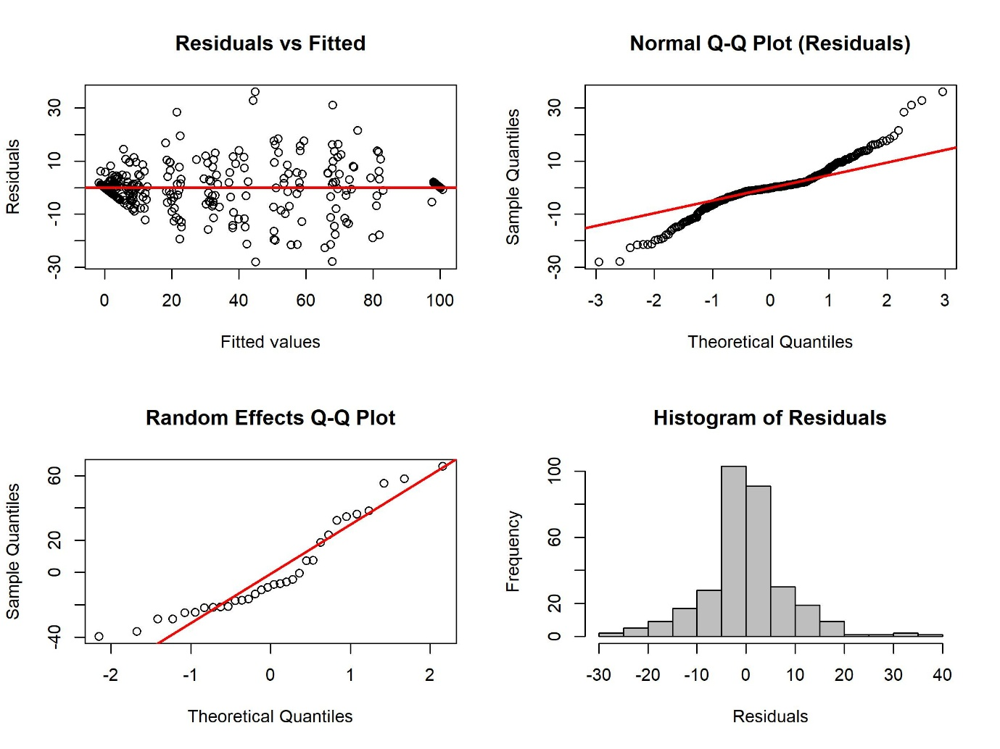 Residuals vs Fitted
Residuals
30
10
-10
-30
0 20 40 60 80 100
Fitted values
Normal Q-Q Plot (Residuals)
Sample Quantiles
30
10
-10
-30
-3 -2 -1 0 1 2 3
Theoretical Quantiles
Random Effects Q-Q Plot
Sample Quantiles
60
20
0
-40
-2 -1 0 1 2
Theoretical Quantiles
Histogram of Residuals
Frequency
100
60
20
0
-30 -20 -10 0 10 20 30 40
Residuals